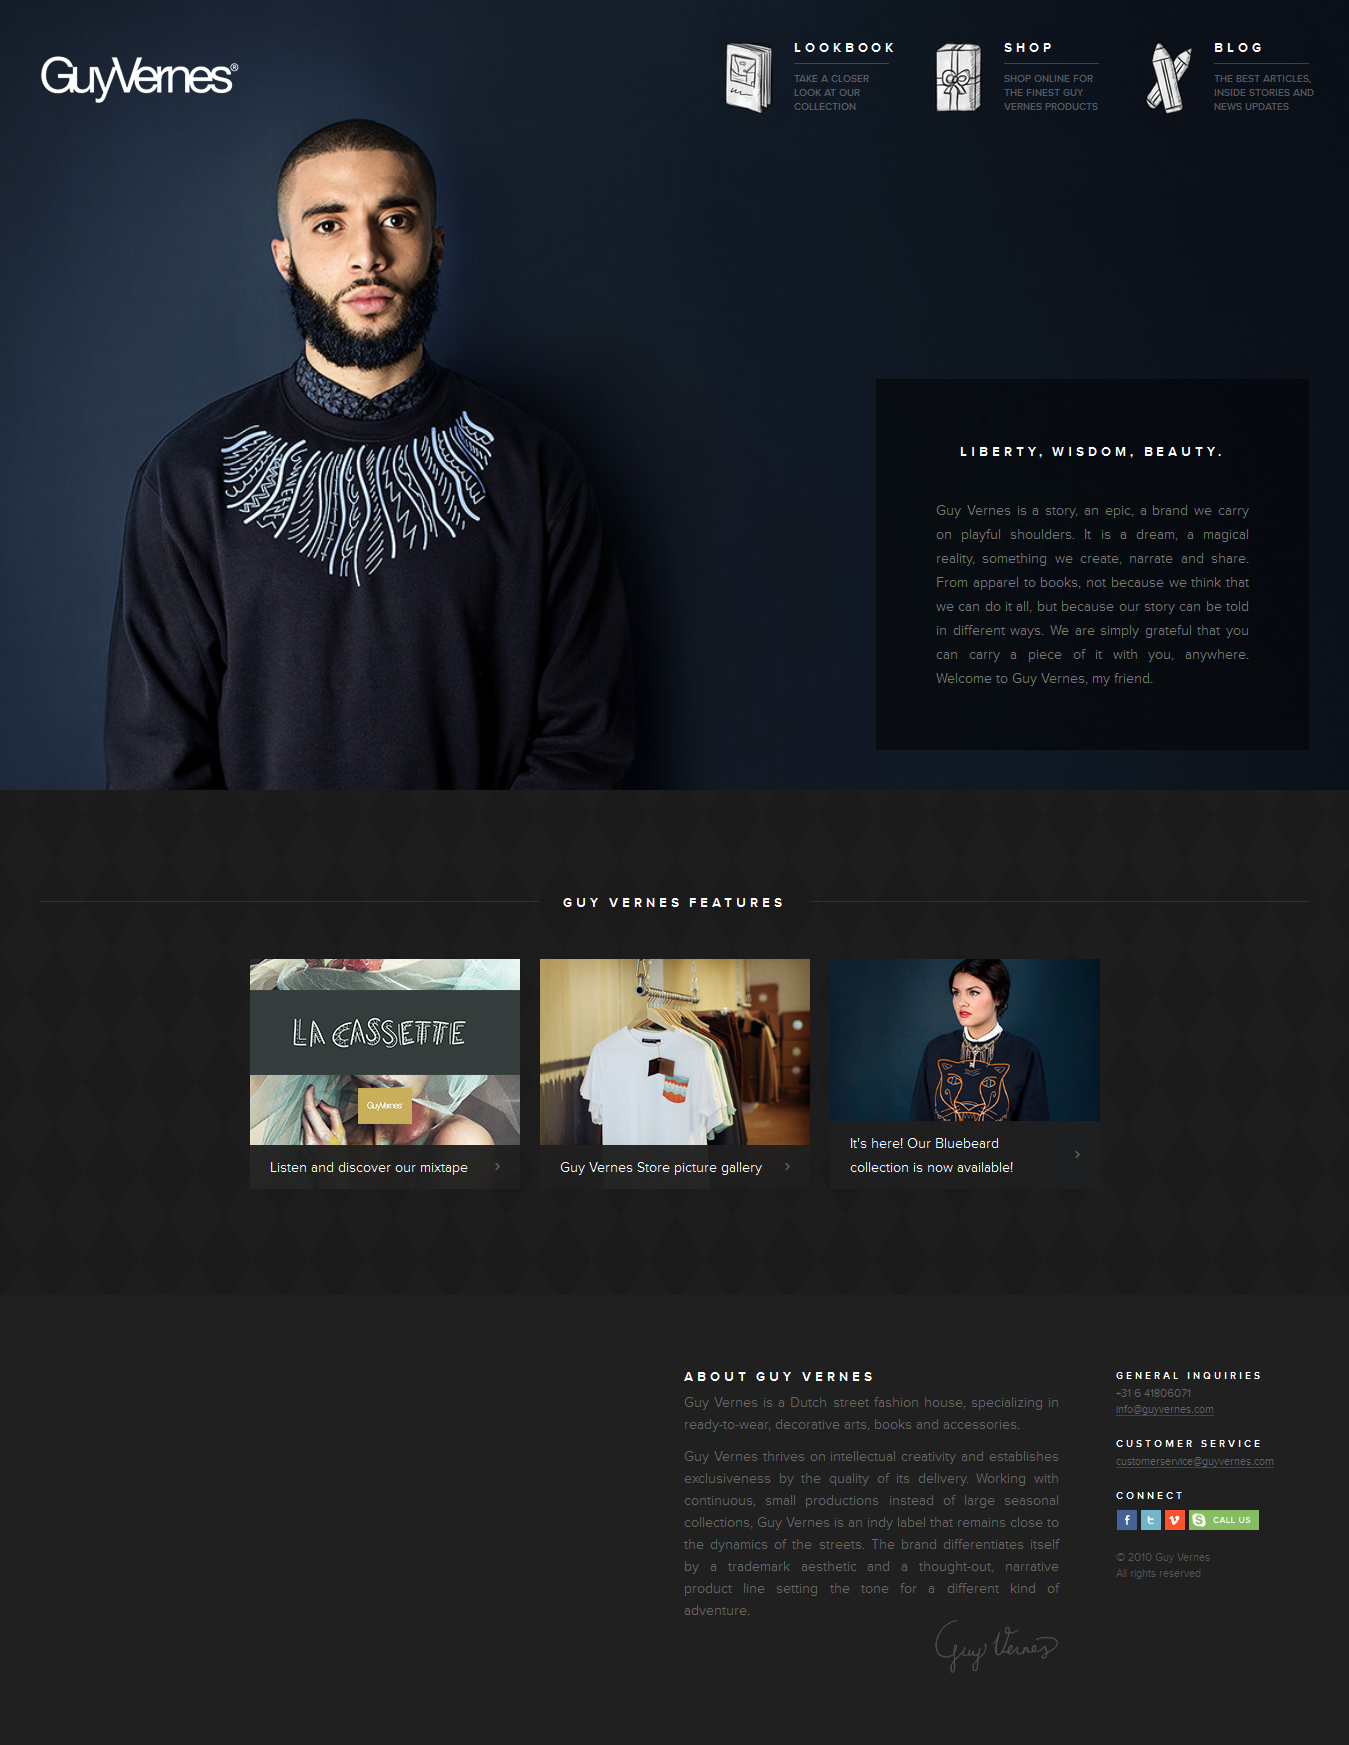 GuyVernes®
LOOKBOOK
TAKE A CLOSER
LOOK AT OUR
COLLECTION
SHOP
SHOP ONLINE FOR
THE FINEST GUY
VERNES PRODUCTS
BLOG
THE BEST ARTICLES,
INSIDE STORIES AND
NEWS UPDATES
LIBERTY, WISDOM, BEAUTY.
Guy Vernes is a story, an epic, a brand we carry
on playful shoulders. It is a dream, a magical
reality, something we create, narrate and share.
From apparel to books, not because we think that
we can do it all, but because our story can be told
in different ways. We are simply grateful that you
can carry a piece of it with you, anywhere.
Welcome to Guy Vernes, my friend.
GUY VERNES FEATURES
LA CASSETTE
GuyVernes
Listen and discover our mixtape
Guy Vernes Store picture gallery
It's here! Our Bluebeard
collection is now available!
ABOUT GUY VERNES
Guy Vernes is a Dutch street fashion house, specializing in
ready-to-wear, decorative arts, books and accessories.
Guy Vernes thrives on intellectual creativity and establishes
exclusiveness by the quality of its delivery. Working with
continuous, small productions instead of large seasonal
collections, Guy Vernes is an indy label that remains close to
the dynamics of the streets. The brand differentiates itself
by a trademark aesthetic and a thought-out, narrative
product line setting the tone for a different kind of
adventure.
Guy Vernes
GENERAL INQUIRIES
+31 6 41806071
info@guyvernes.com
CUSTOMER SERVICE
customerservice@guyvernes.com
CONNECT
CALL US
© 2010 Guy Vernes
All rights reserved